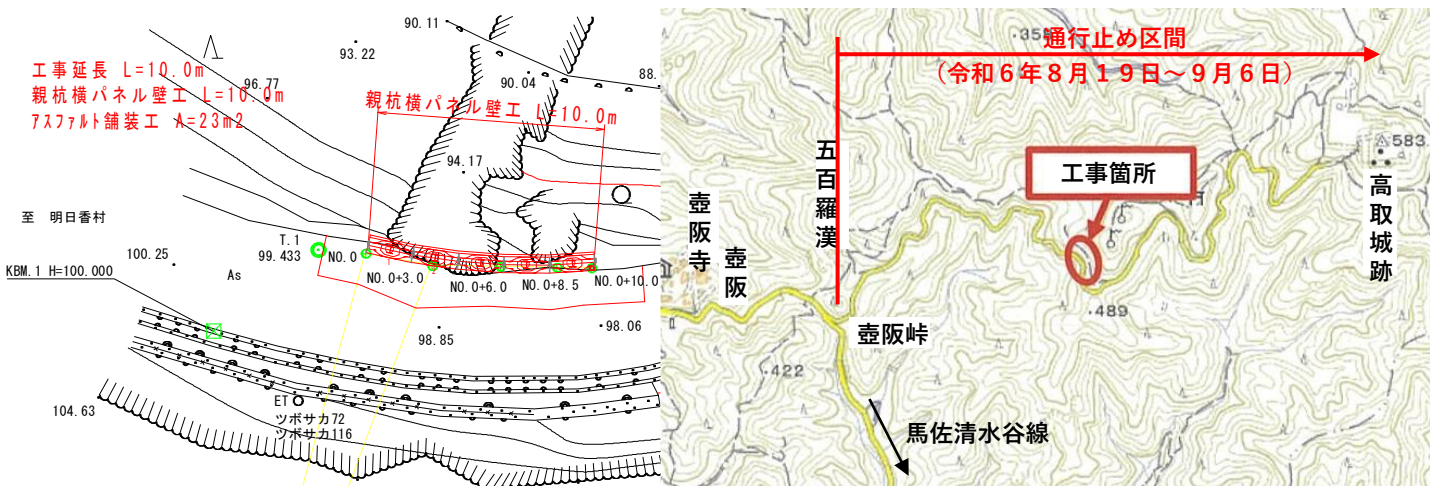 工事延長 L=10.0m
親杭横パネル壁工 L=10.0m
アスファルト舗装工 A=23m2
96.77
93.22
90.11
90.04
88.
親杭横パネル壁工 L=10.0m
94.17
至 明日香村
T.1
99.433
100.25
As
KBM.1 H=100.000
NO.0
NO.0+3.0
NO.0+6.0
NO.0+8.5
NO.0+10.0
98.85
98.06
104.63
ET
ツボサカ72
ツボサカ116
通行止め区間
(令和6年8月19日~9月6日)
五百羅漢
工事箇所
583
高取城跡
壺阪寺
壺阪
壺阪峠
489
422
馬佐清水谷線